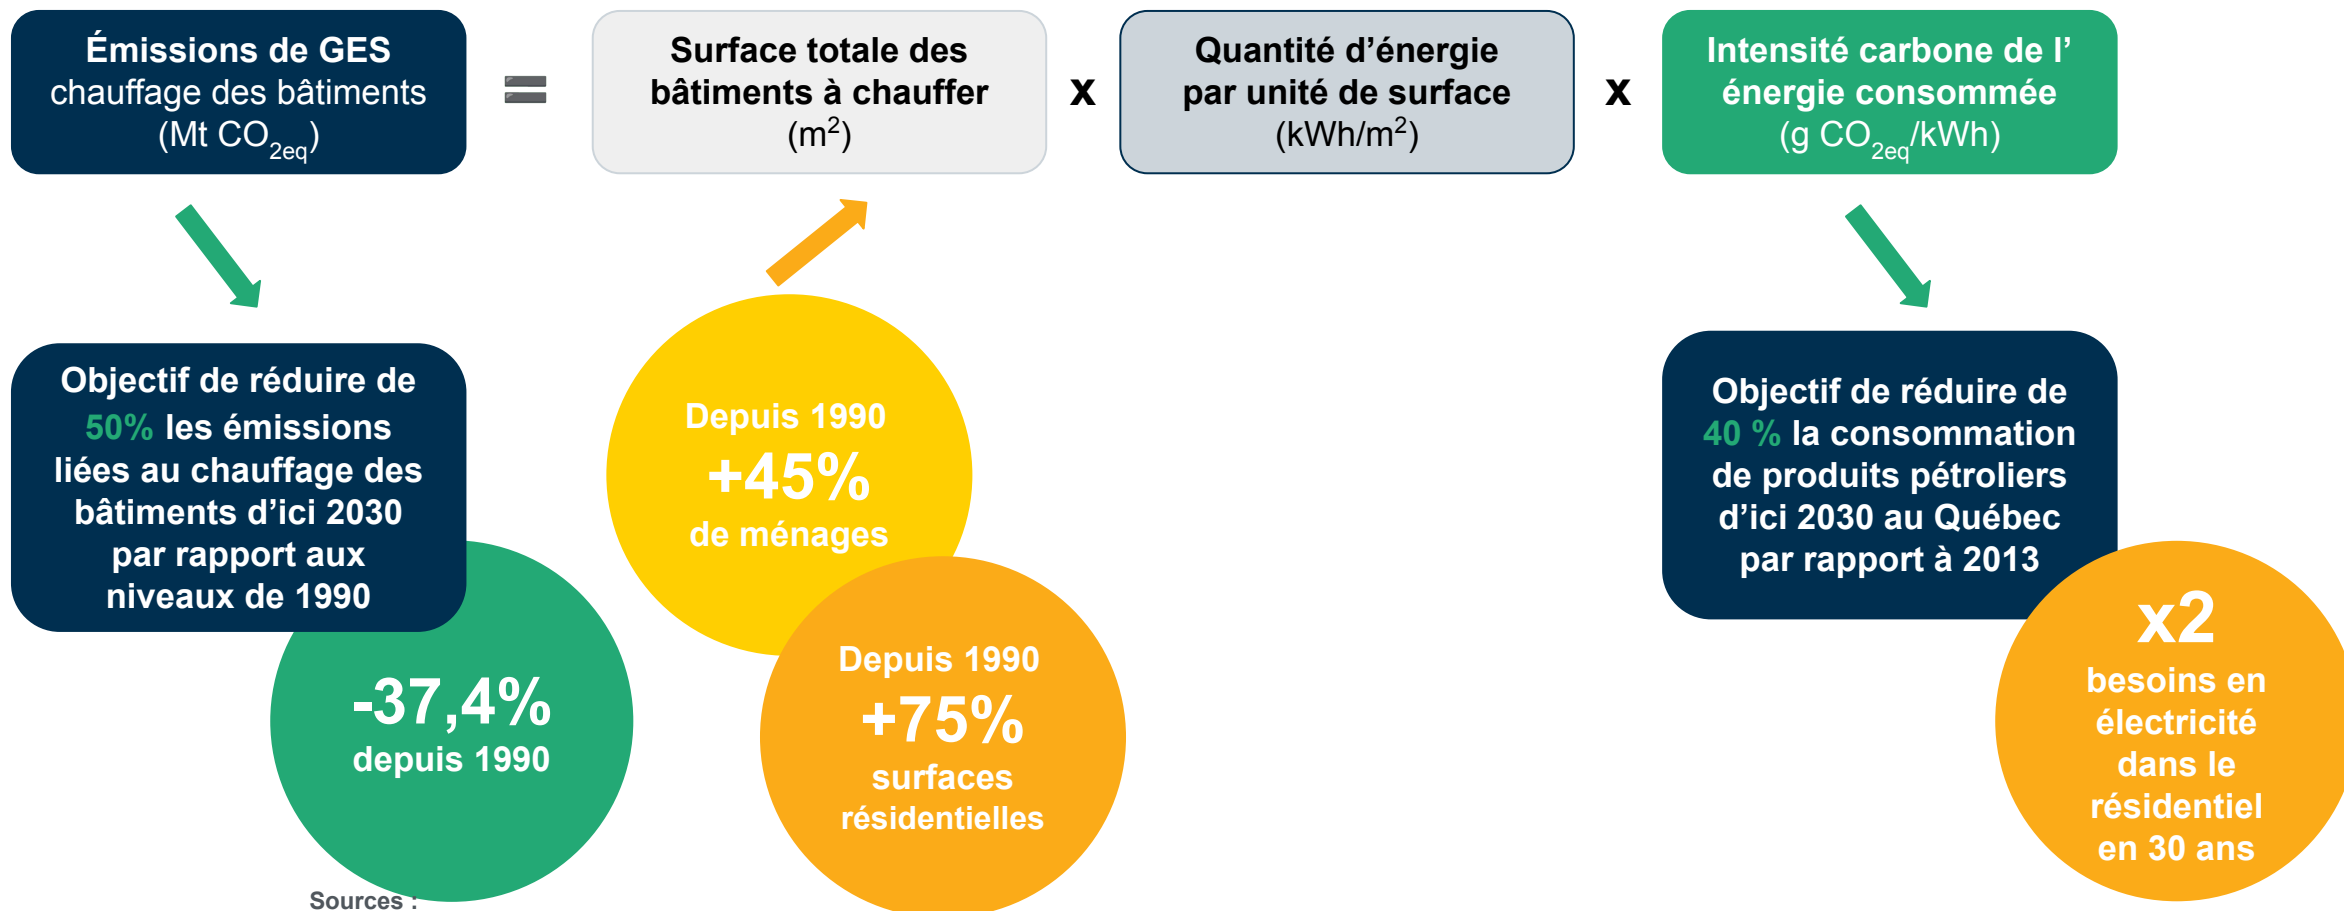 Émissions de GES
chauffage des bâtiments
(Mt CO2eq)
=
Surface totale des
bâtiments à chauffer
(m²)
x
Quantité d’énergie
par unité de surface
(kWh/m²)
x
Intensité carbone de l’
énergie consommée
(g CO2eq/kWh)
Objectif de réduire de
50% les émissions
liées au chauffage des
bâtiments d’ici 2030
par rapport aux
niveaux de 1990
-37,4%
depuis 1990
Depuis 1990
+45%
de ménages
Depuis 1990
+75%
surfaces
résidentielles
Objectif de réduire de
40 % la consommation
de produits pétroliers
d’ici 2030 au Québec
par rapport à 2013
x2
besoins en
électricité
dans le
résidentiel
en 30 ans
Sources :